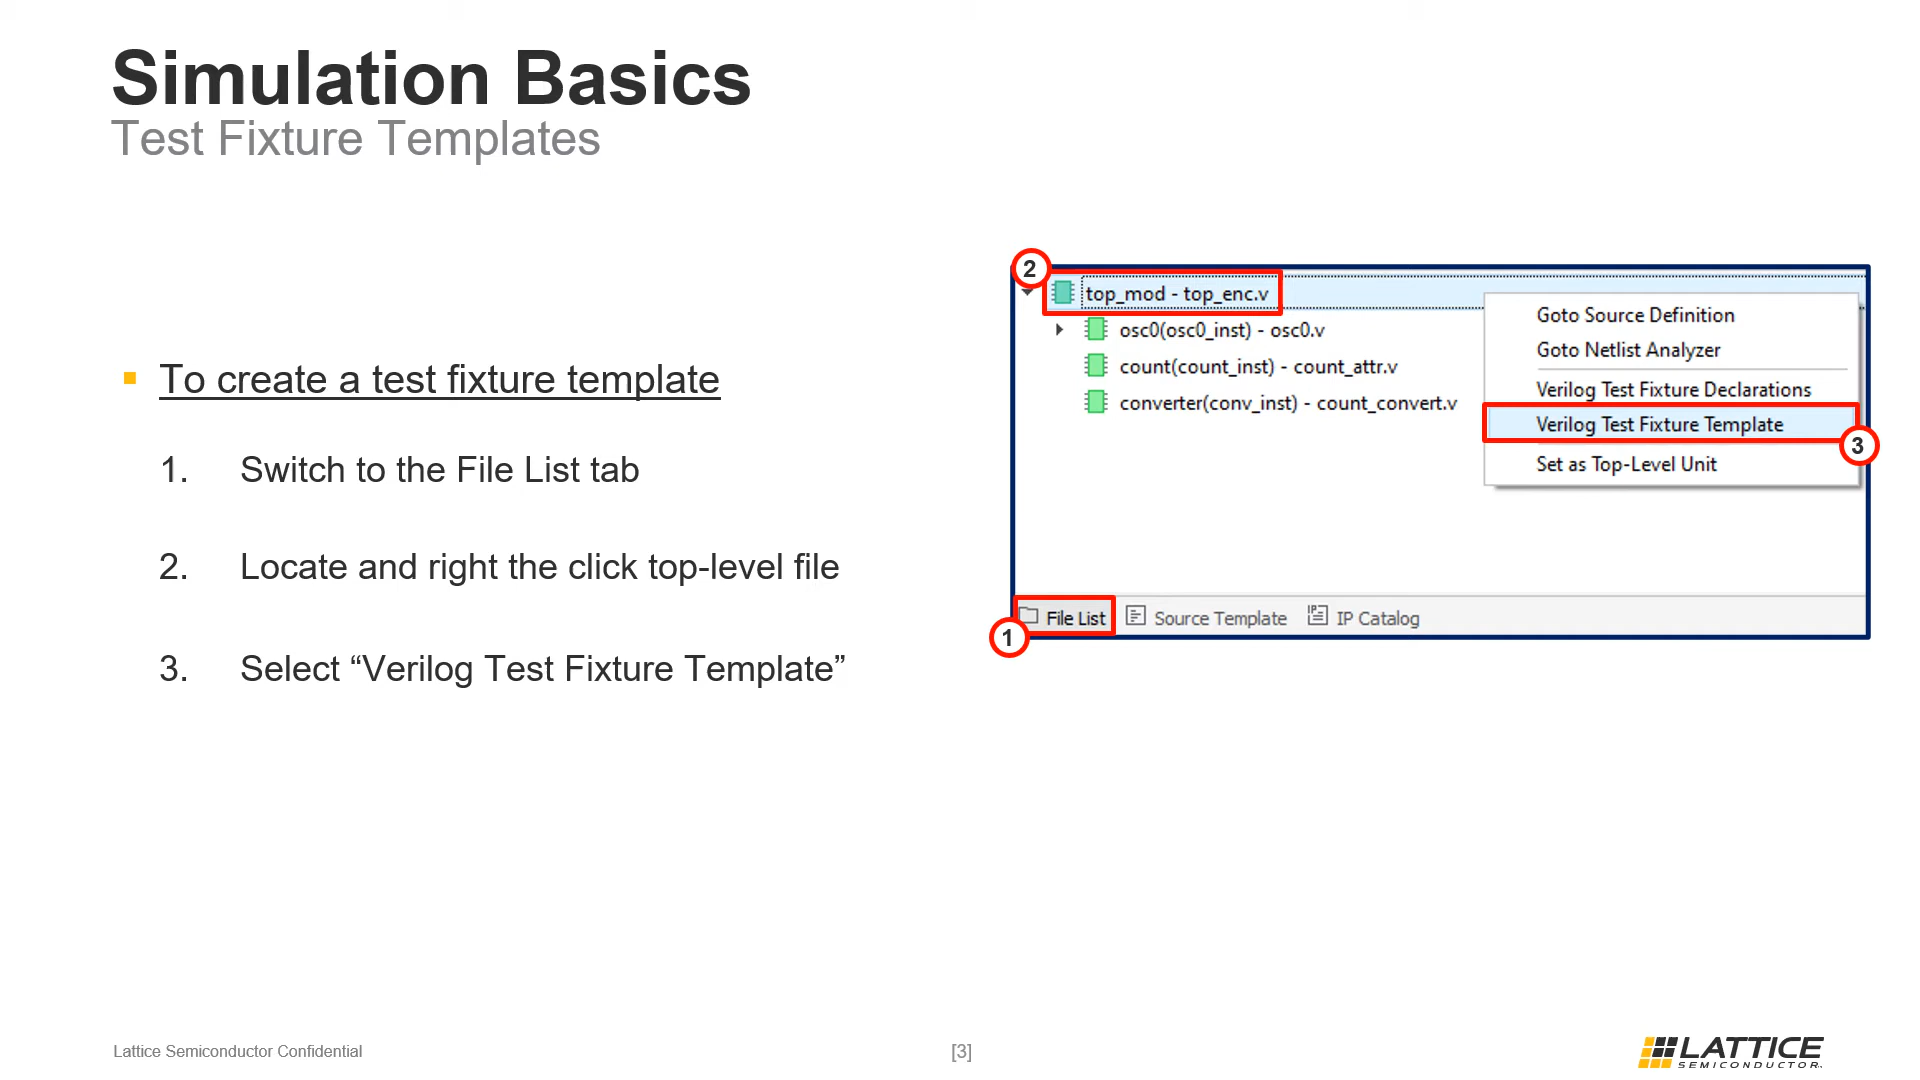 Simulation Basics
Test Fixture Templates
To create a test fixture template
1. Switch to the File List tab
2. Locate and right the click top-level file
3. Select “Verilog Test Fixture Template”
2
top_mod - top_enc.v
osc0(osc0_inst) - osc0.v
count(count_inst) - count_attr.v
converter(conv_inst) - count_convert.v
Goto Source Definition
Goto Netlist Analyzer
Verilog Test Fixture Declarations
Verilog Test Fixture Template
3
Set as Top-Level Unit
1
File List Source Template IP Catalog
Lattice Semiconductor Confidential
[3]
LATTICE
SEMICONDUCTOR